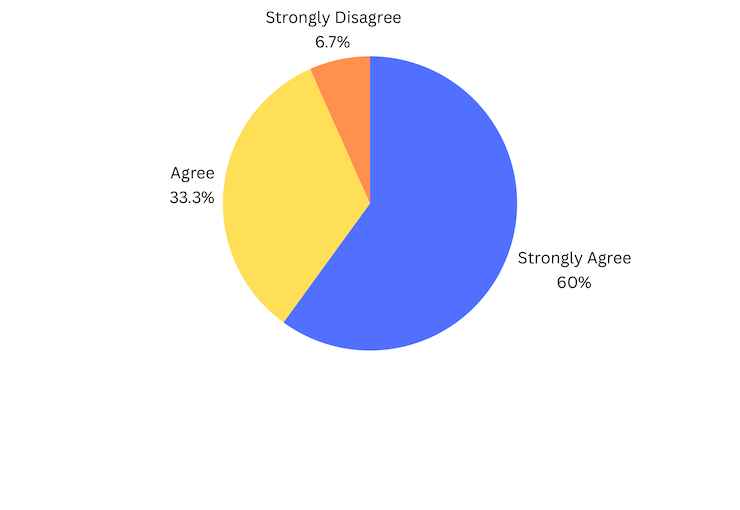 Strongly Disagree
6.7%
Agree
33.3%
Strongly Agree
60%